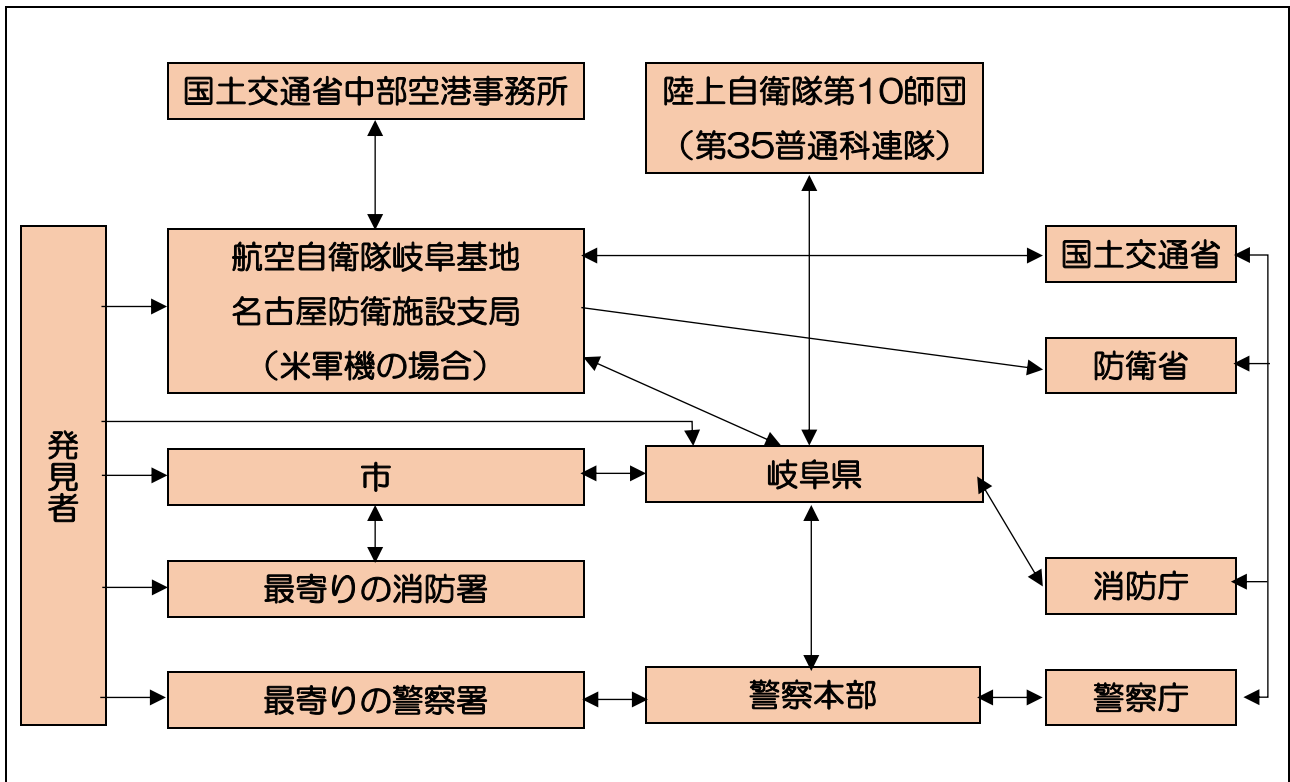 国土交通省中部空港事務所
陸上自衛隊第10師団
（第35普通科連隊）
航空自衛隊岐阜基地
名古屋防衛施設支局
（米軍機の場合）
国土交通省
防衛省
発見者
市
岐阜県
最寄りの消防署
消防庁
最寄りの警察署
警察本部
警察庁